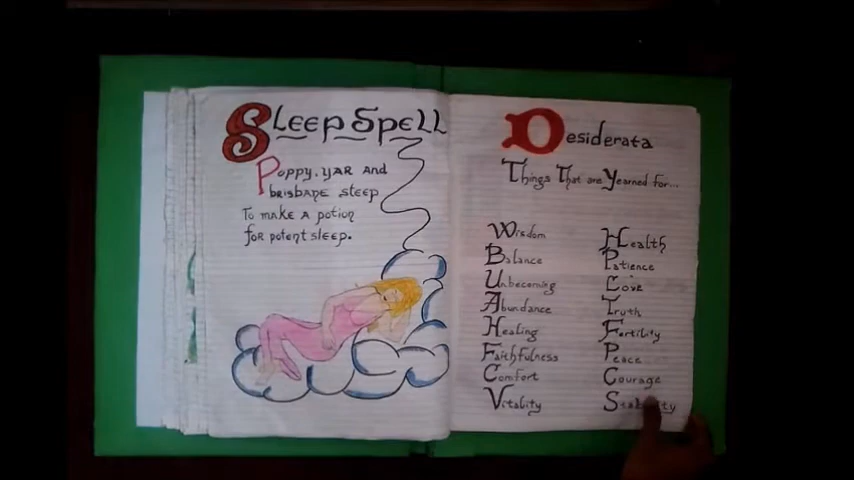 Sleep Spell
Poppy, YAR AND
BRISBANE STEEP
To MAKE A POTION
for potent sleep.
Desiderata
Things That are Yearned for...
Wisdom
Balance
Unbecoming
Abundance
Healing
Faithfulness
Comfort
Vitality
Health
Patience
Love
Truth
Fertility
Peace
Courage